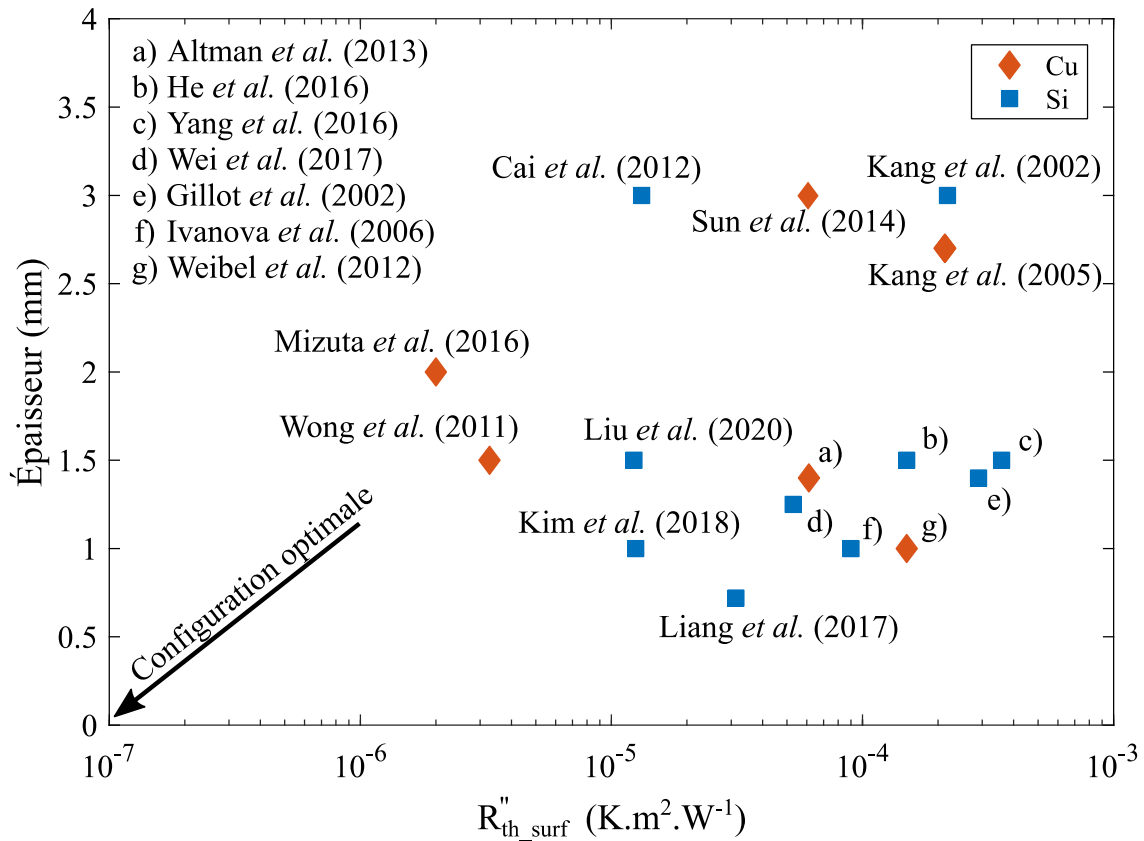 4
3.5
3
2.5
2
1.5
1
0.5
0
Épaisseur (mm)
a) Altman et al. (2013)
b) He et al. (2016)
c) Yang et al. (2016)
d) Wei et al. (2017)
e) Gillot et al. (2002)
f) Ivanova et al. (2006)
g) Weibel et al. (2012)
Cu
Si
Cai et al. (2012)
Kang et al. (2002)
Sun et al. (2014)
Kang et al. (2005)
Mizuta et al. (2016)
Wong et al. (2011)
Liu et al. (2020)
a)
b)
c)
d)
e)
Kim et al. (2018)
f)
g)
Liang et al. (2017)
Configuration optimale
10⁻⁷ 10⁻⁶ 10⁻⁵ 10⁻⁴ 10⁻³
R"th_surf (K.m².W⁻¹)